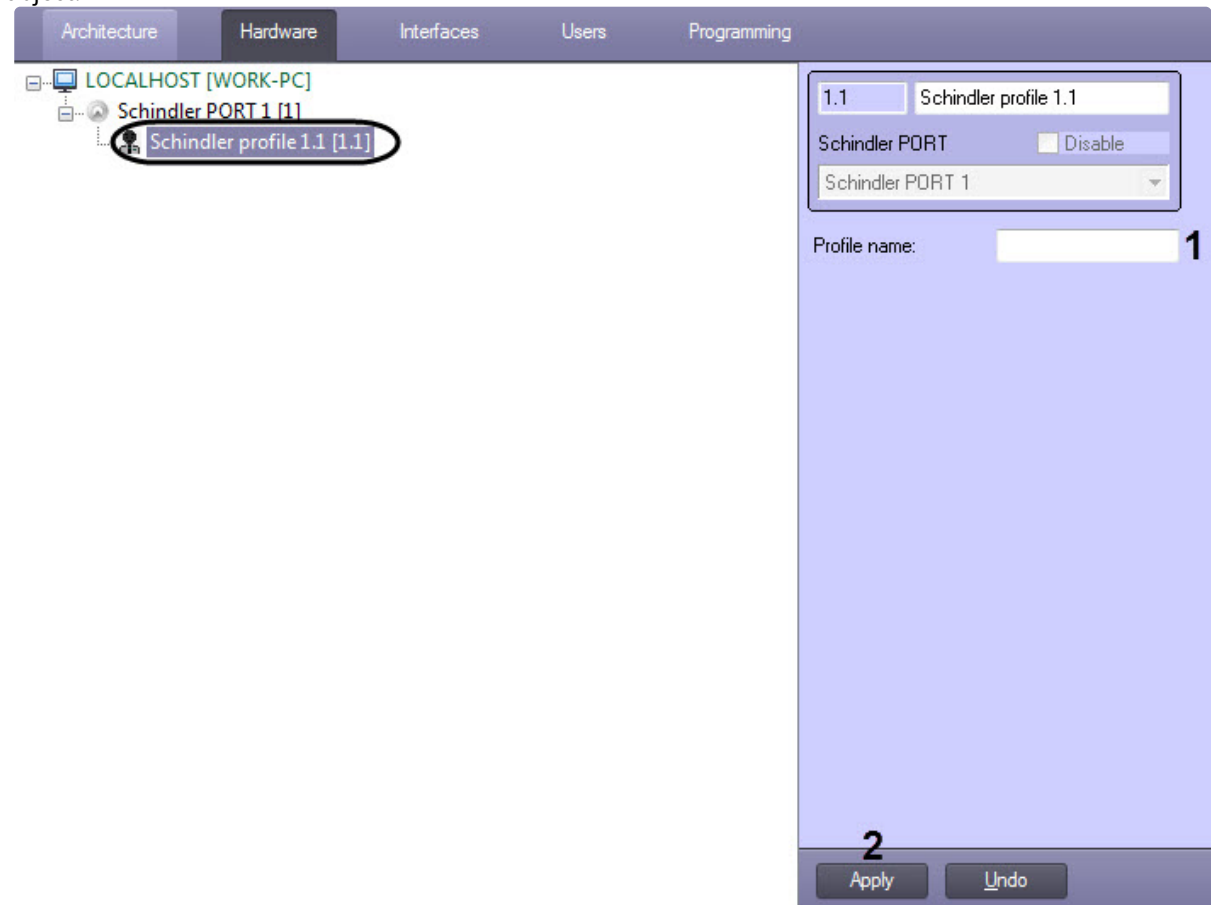 Architecture Hardware Interfaces Users Programming
LOCALHOST [WORK-PC]
Schindler PORT 1 [1]
Schindler profile 1.1 [1.1]
1.1 Schindler profile 1.1
Schindler PORT Disable
Schindler PORT 1
Profile name: 1
2
Apply Undo